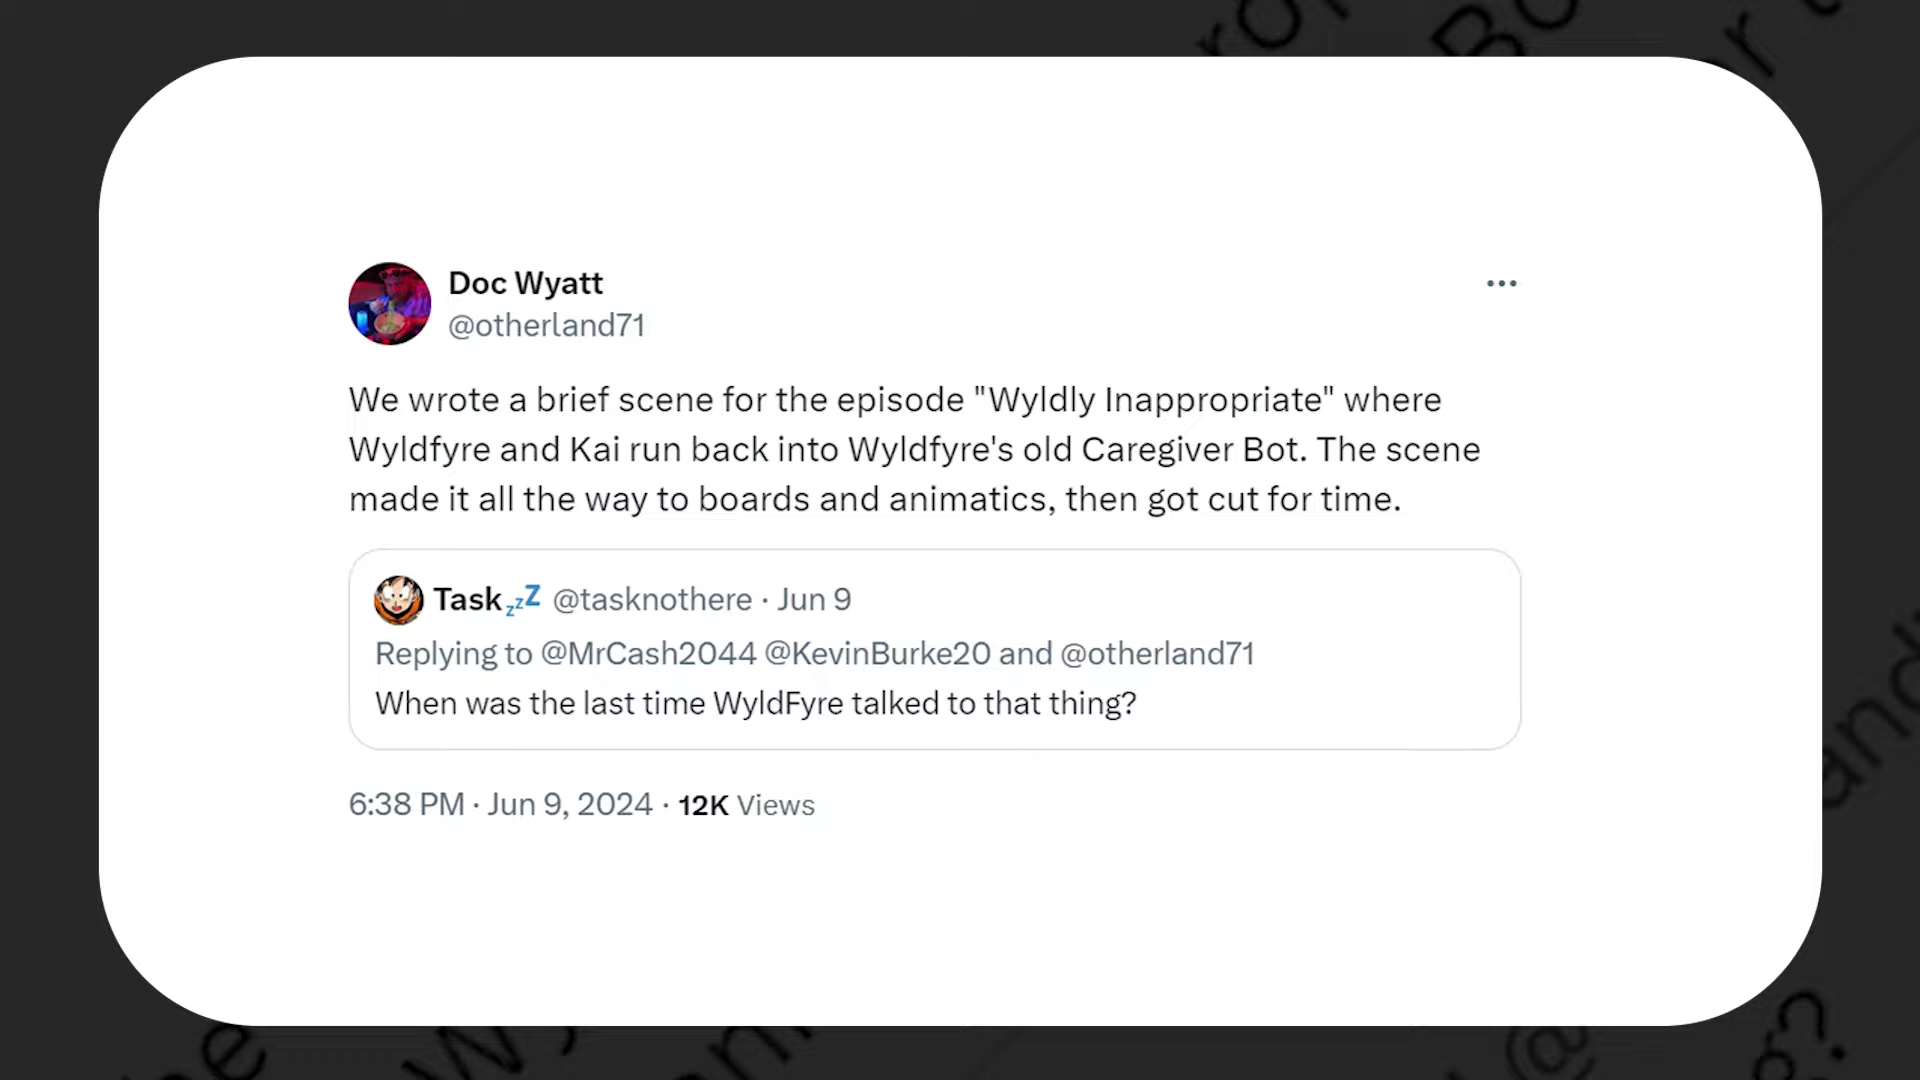 Doc Wyatt
@otherland71
We wrote a brief scene for the episode "Wyldly Inappropriate" where
Wyldfyre and Kai run back into Wyldfyre's old Caregiver Bot. The scene
made it all the way to boards and animatics, then got cut for time.
Task zzZ @tasknothere · Jun 9
Replying to @MrCash2044 @KevinBurke20 and @otherland71
When was the last time WyldFyre talked to that thing?
6:38 PM · Jun 9, 2024 · 12K Views